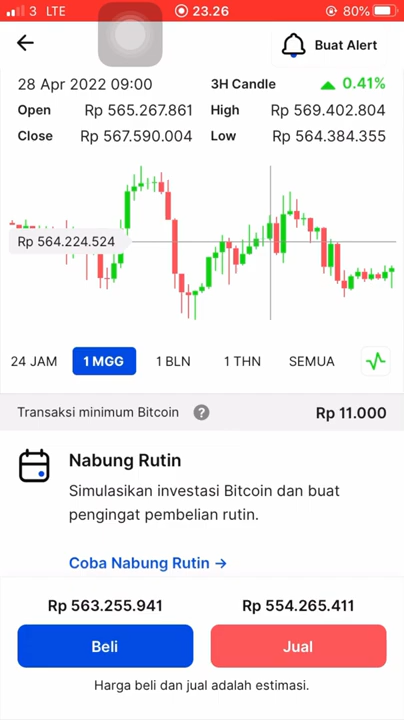 3 LTE 23.26 80%
Buat Alert
28 Apr 2022 09:00 3H Candle 0.41%
Open Rp 565.267.861 High Rp 569.402.804
Close Rp 567.590.004 Low Rp 564.384.355
Rp 564.224.524
24 JAM 1 MGG 1 BLN 1 THN SEMUA
Transaksi minimum Bitcoin ? Rp 11.000
Nabung Rutin
Simulasikan investasi Bitcoin dan buat
pengingat pembelian rutin.
Coba Nabung Rutin →
Rp 563.255.941 Rp 554.265.411
Beli Jual
Harga beli dan jual adalah estimasi.